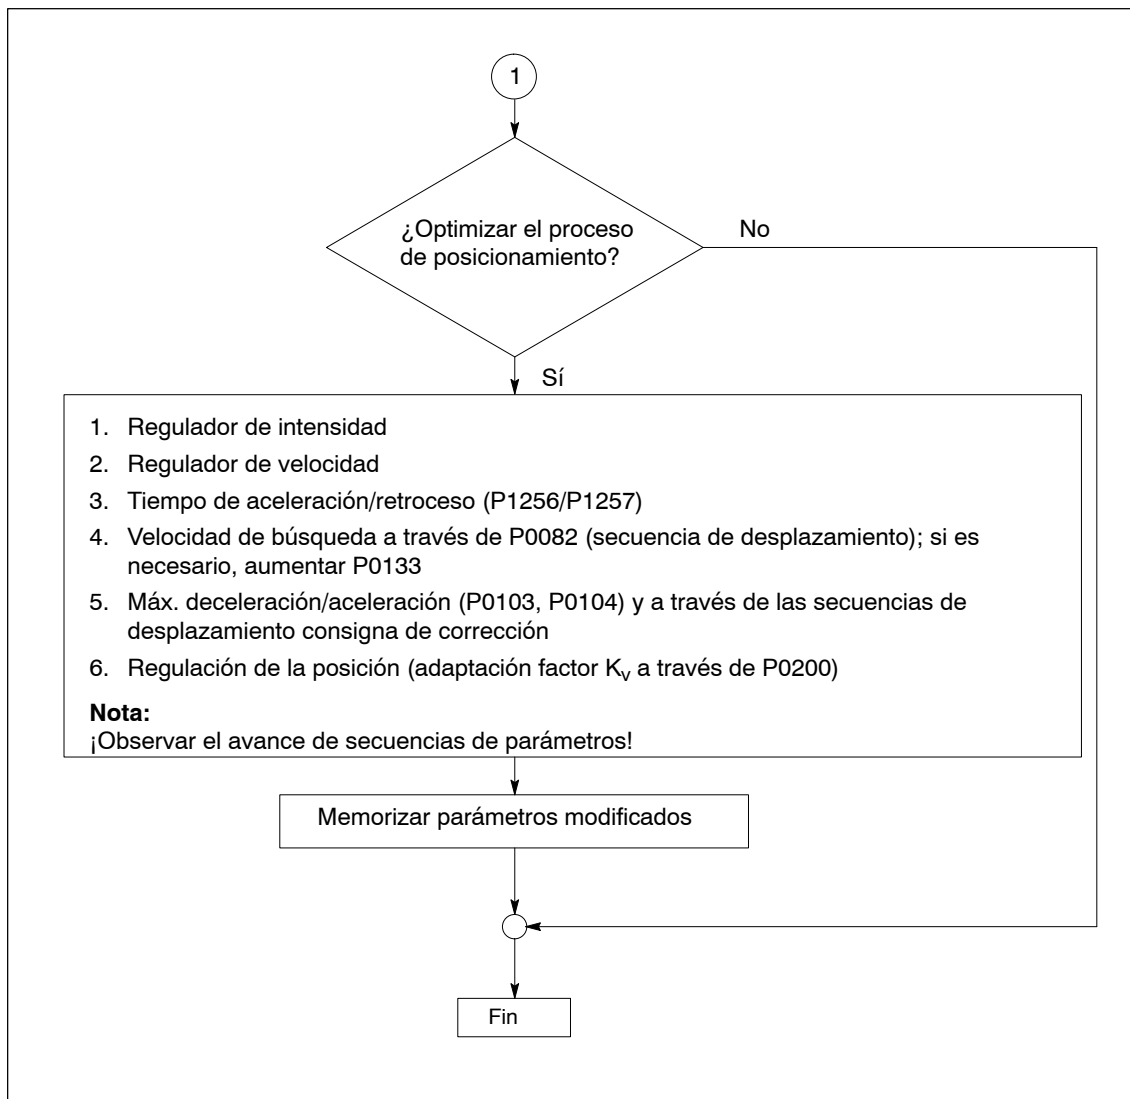 1
¿Optimizar el proceso
de posicionamiento?
No
Sí
1. Regulador de intensidad
2. Regulador de velocidad
3. Tiempo de aceleración/retroceso (P1256/P1257)
4. Velocidad de búsqueda a través de P0082 (secuencia de desplazamiento); si es
necesario, aumentar P0133
5. Máx. deceleración/aceleración (P0103, P0104) y a través de las secuencias de
desplazamiento consigna de corrección
6. Regulación de la posición (adaptación factor Kv a través de P0200)
Nota:
¡Observar el avance de secuencias de parámetros!
Memorizar parámetros modificados
Fin